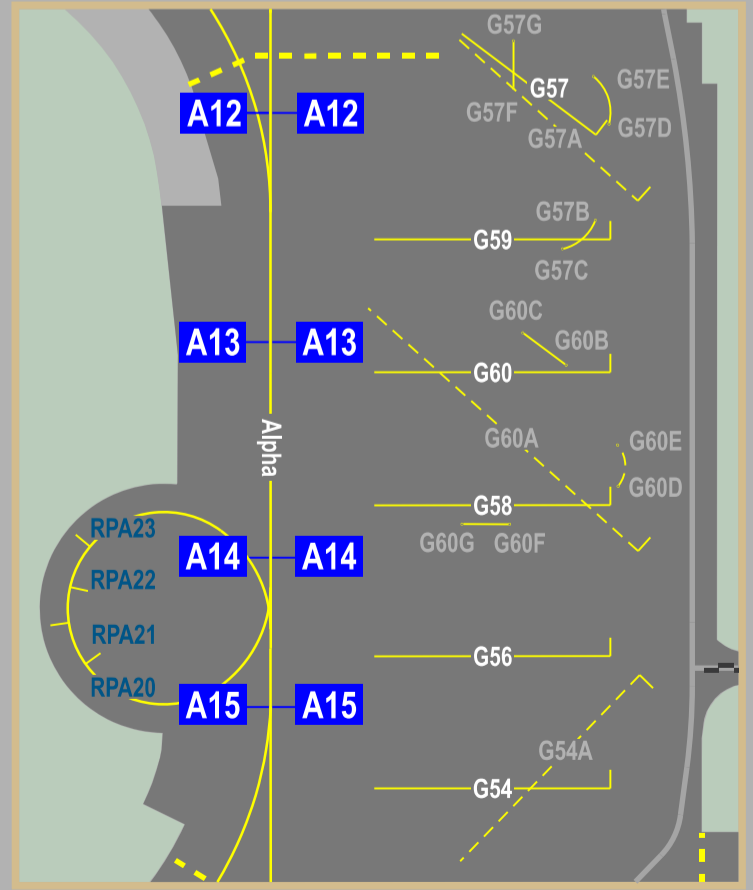 G57G
G57E
G57
A12 A12
G57F
G57D
G57A
G57B
G59
G57C
G60C
A13 A13
G60B
G60
Alpha
G60A
G60E
G60D
G58
RPA23
G60G G60F
A14 A14
RPA22
RPA21
G56
RPA20
A15 A15
G54A
G54